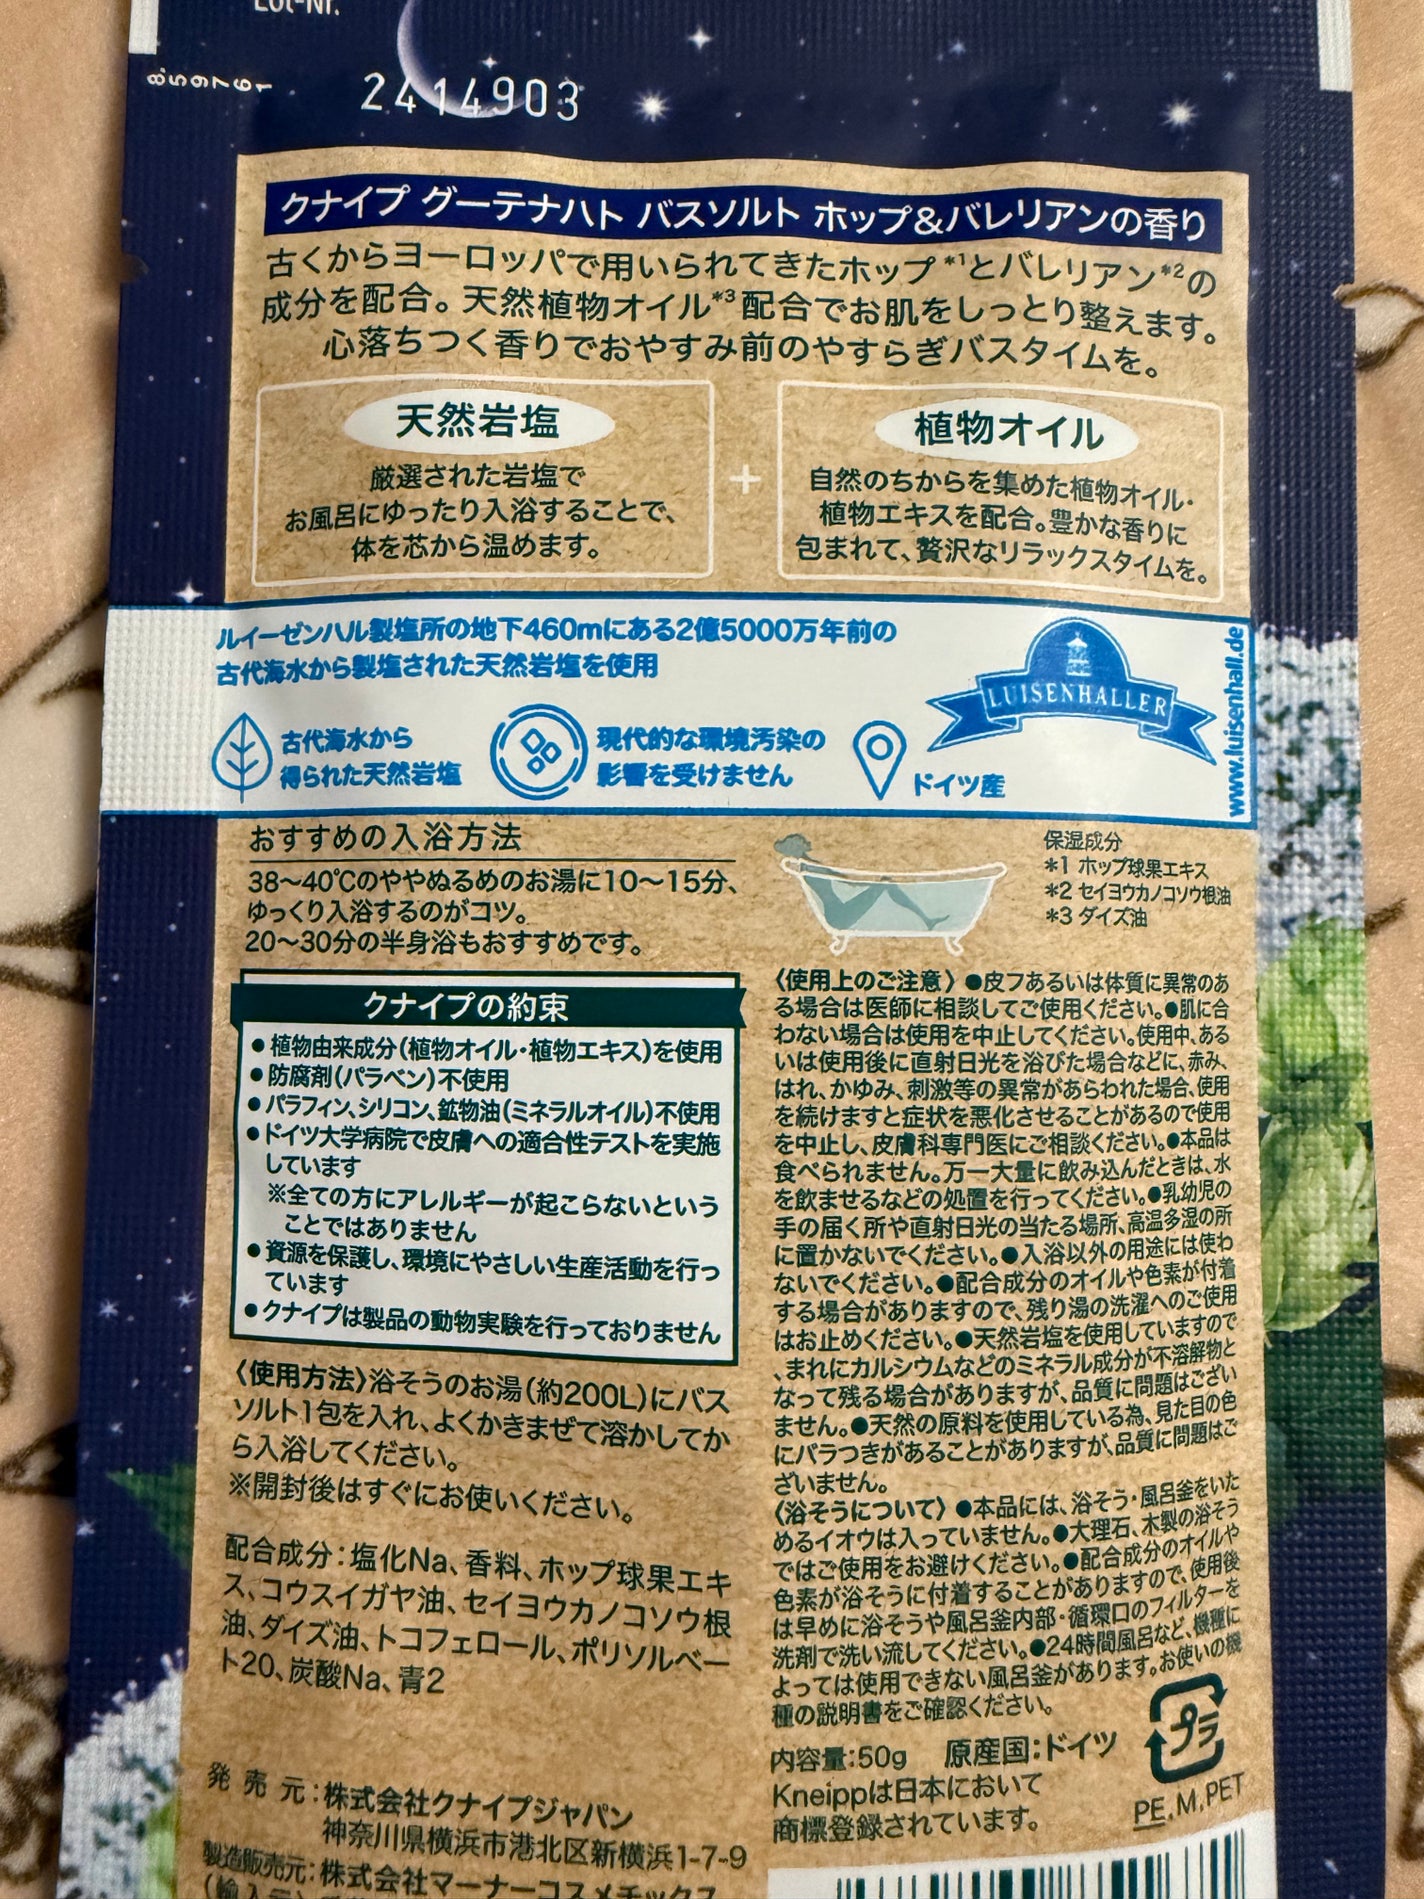 Lot-Nr.
859761
2414903
クナイプ グーテナハト バスソルト ホップ&バレリアンの香り
古くからヨーロッパで用いられてきたホップ*1とバレリアン*2の
成分を配合。天然植物オイル*3配合でお肌をしっとり整えます。
心落ちつく香りでおやすみ前のやすらぎバスタイムを。
天然岩塩
厳選された岩塩で
お風呂にゆったり入浴することで、
体を芯から温めます。
+
植物オイル
自然のちからを集めた植物オイル・
植物エキスを配合。豊かな香りに
包まれて、贅沢なリラックスタイムを。
ルイーゼンハル製塩所の地下460mにある2億5000万年前の
古代海水から製塩された天然岩塩を使用
LUISENHALLER
www.luisenhall.de
古代海水から
得られた天然岩塩
現代的な環境汚染の
影響を受けません
ドイツ産
おすすめの入浴方法
38〜40℃のややぬるめのお湯に10〜15分、
ゆっくり入浴するのがコツ。
20〜30分の半身浴もおすすめです。
保湿成分
*1 ホップ球果エキス
*2 セイヨウカノコソウ根油
*3 ダイズ油
クナイプの約束
●植物由来成分(植物オイル・植物エキス)を使用
●防腐剤(パラベン)不使用
●パラフィン、シリコン、鉱物油(ミネラルオイル)不使用
●ドイツ大学病院で皮膚への適合性テストを実施
しています
※全ての方にアレルギーが起こらないという
ことではありません
●資源を保護し、環境にやさしい生産活動を行っ
ています
●クナイプは製品の動物実験を行っておりません
〈使用方法〉浴そうのお湯(約200L)にバス
ソルト1包を入れ、よくかきまぜて溶かしてか
ら入浴してください。
※開封後はすぐにお使いください。
配合成分:塩化Na、香料、ホップ球果エキ
ス、コウスイガヤ油、セイヨウカノコソウ根
油、ダイズ油、トコフェロール、ポリソルベー
ト20、炭酸Na、青2
発売元:株式会社クナイプジャパン
神奈川県横浜市港北区新横浜1-7-9
製造販売元:株式会社マーナーコスメチックス
〈使用上のご注意〉●皮フあるいは体質に異常のあ
る場合は医師に相談してご使用ください。●肌に合
わない場合は使用を中止してください。使用中、ある
いは使用後に直射日光を浴びた場合などに、赤み、
はれ、かゆみ、刺激等の異常があらわれた場合、使用
を続けますと症状を悪化させることがあるので使用
を中止し、皮膚科専門医にご相談ください。●本品は
食べられません。万一大量に飲み込んだときは、水
を飲ませるなどの処置を行ってください。●乳幼児の
手の届く所や直射日光の当たる場所、高温多湿の所
に置かないでください。●入浴以外の用途には使わ
ないでください。●配合成分のオイルや色素が付着
する場合がありますので、残り湯の洗濯へのご使用
はお止めください。●天然岩塩を使用していますので
、まれにカルシウムなどのミネラル成分が不溶解物と
なって残る場合がありますが、品質に問題はござい
ません。●天然の原料を使用している為、見た目の色
にバラつきがあることがありますが、品質に問題はご
ざいません。
〈浴そうについて〉●本品には、浴そう・風呂釜をいた
めるイオウは入っていません。●大理石、木製の浴そう
ではご使用をお避けください。●配合成分のオイルや
色素が浴そうに付着することがありますので、使用後
は早めに浴そうや風呂釜内部・循環口のフィルターを
洗剤で洗い流してください。●24時間風呂など、機種に
よっては使用できない風呂釜があります。お使いの機
種の説明書をご確認ください。
内容量:50g 原産国:ドイツ
Kneippは日本において
商標登録されています。
プラ
PE,M,PET